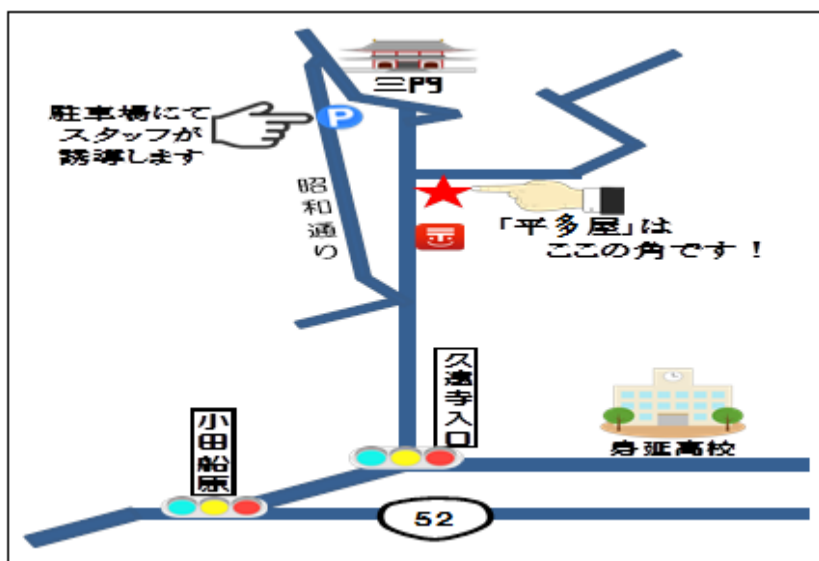 三門
駐車場にて
スタッフが
誘導します
P
昭和通り
「平多屋」は
ここの角です！
久遠寺入口
身延高校
小田船原
52